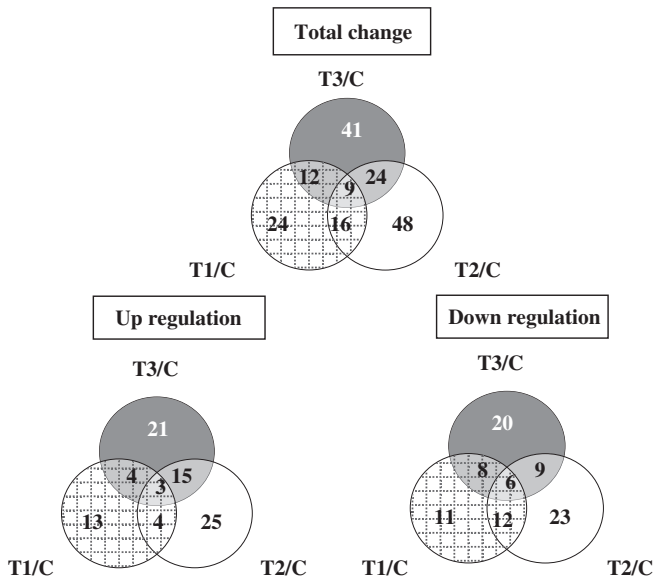 Total change
T3/C
41
12
24
9
24
16
48
T1/C
T2/C
Up regulation
T3/C
21
4
15
3
13
4
25
T1/C
T2/C
Down regulation
T3/C
20
8
9
6
11
12
23
T1/C
T2/C